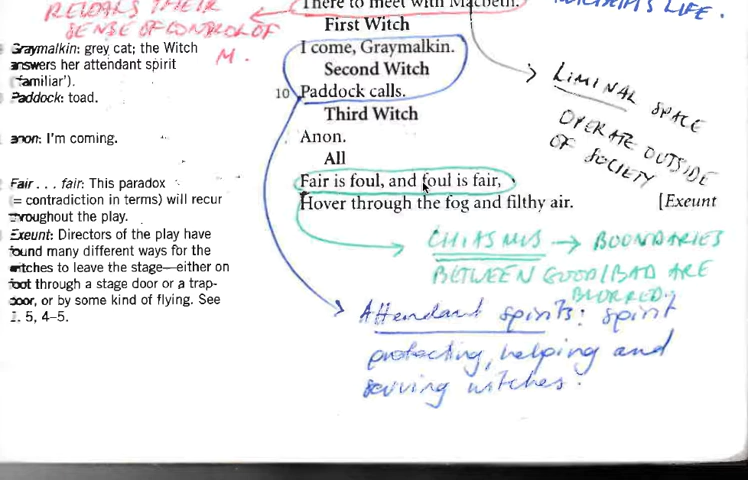 REVEALS THEIR
SENSE OF CONTROL OF
M.
There to meet with Macbeth.
LIFE.
First Witch
I come, Graymalkin.
Second Witch
10 Paddock calls.
Third Witch
Anon.
All
Fair is foul, and foul is fair,
Hover through the fog and filthy air. [Exeunt
Graymalkin: grey cat; the Witch
answers her attendant spirit
'familiar').
Paddock: toad.
anon: I'm coming.
Fair . . . fair: This paradox
(= contradiction in terms) will recur
throughout the play.
Exeunt: Directors of the play have
found many different ways for the
witches to leave the stage—either on
foot through a stage door or a trap-
door, or by some kind of flying. See
1. 5, 4–5.
LIMINAL SPACE
OPERATE OUTSIDE
OF SOCIETY
CHIASMUS → BOUNDARIES
BETWEEN GOOD/BAD ARE
BLURRED.
Attendant spirits: spirit
protecting, helping and
serving witches.